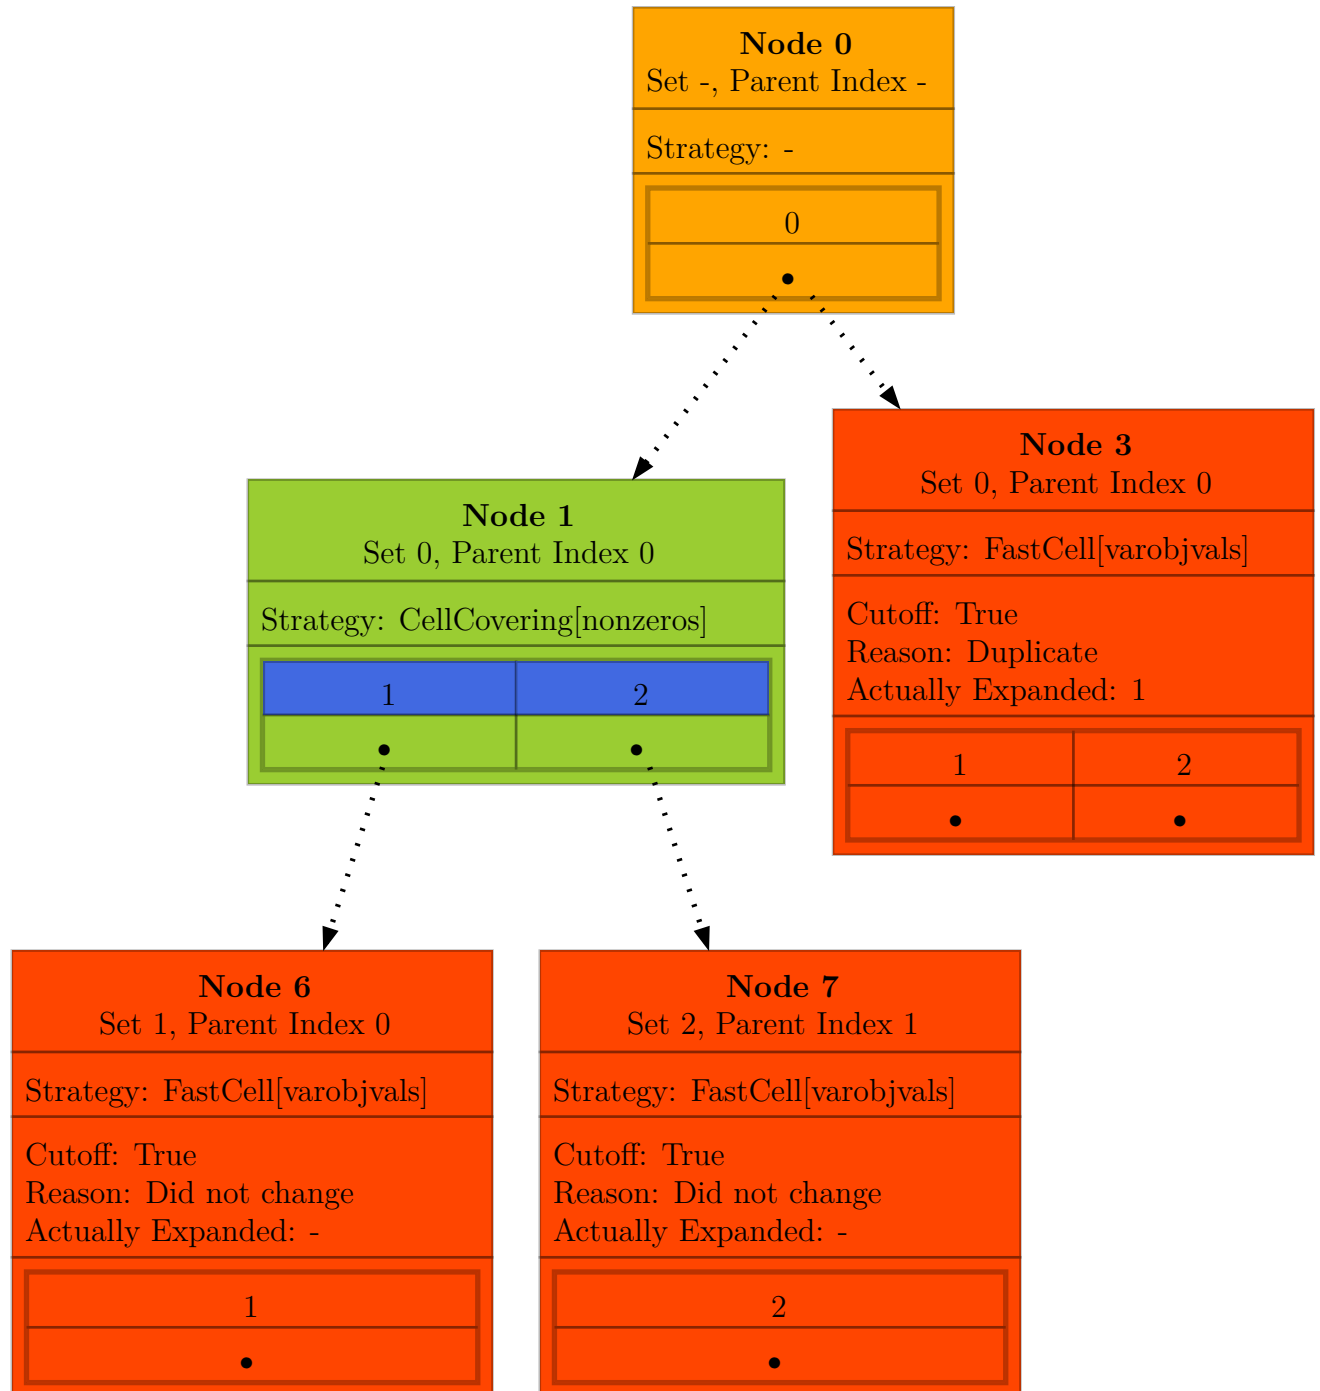 Node 0
Set -, Parent Index -
Strategy: -
0
Node 3
Set 0, Parent Index 0
Strategy: FastCell[varobjvals]
Cutoff: True
Reason: Duplicate
Actually Expanded: 1
1 2
Node 1
Set 0, Parent Index 0
Strategy: CellCovering[nonzeros]
1 2
Node 6
Set 1, Parent Index 0
Strategy: FastCell[varobjvals]
Cutoff: True
Reason: Did not change
Actually Expanded: -
1
Node 7
Set 2, Parent Index 1
Strategy: FastCell[varobjvals]
Cutoff: True
Reason: Did not change
Actually Expanded: -
2